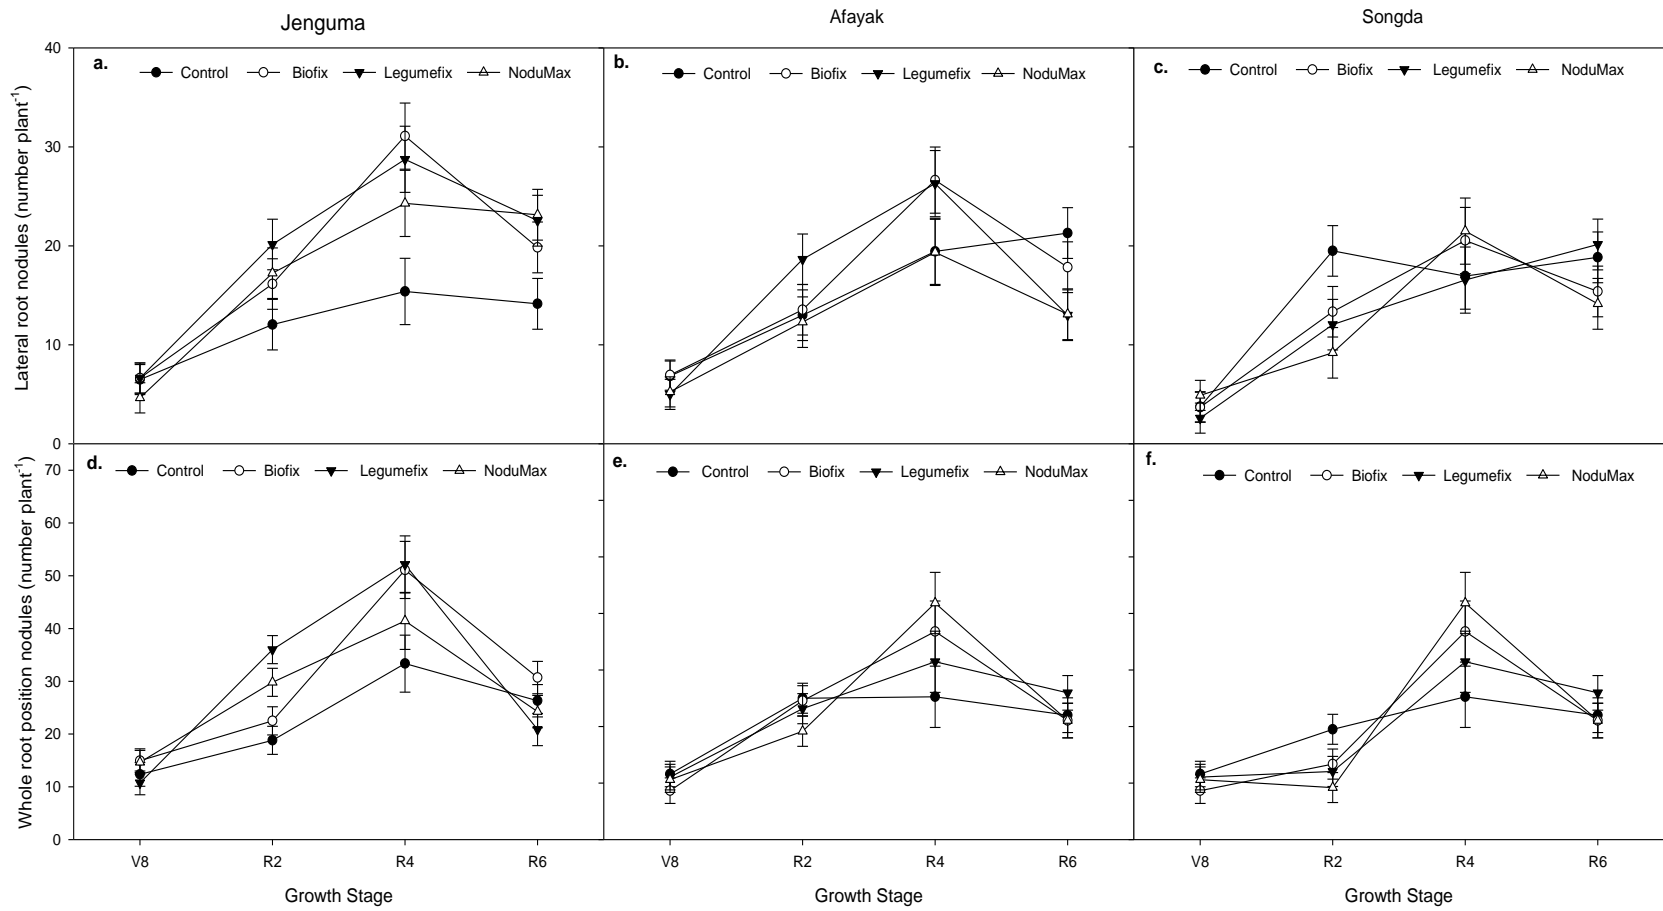 Jenguma
Afayak
Songda
Lateral root nodules (number plant⁻¹)
40
30
20
10
0
a.
Control Biofix Legumefix NoduMax
b.
Control Biofix Legumefix NoduMax
c.
Control Biofix Legumefix NoduMax
Whole root position nodules (number plant⁻¹)
70
60
50
40
30
20
10
0
d.
Control Biofix Legumefix NoduMax
e.
Control Biofix Legumefix NoduMax
f.
Control Biofix Legumefix NoduMax
V8 R2 R4 R6
Growth Stage
V8 R2 R4 R6
Growth Stage
V8 R2 R4 R6
Growth Stage